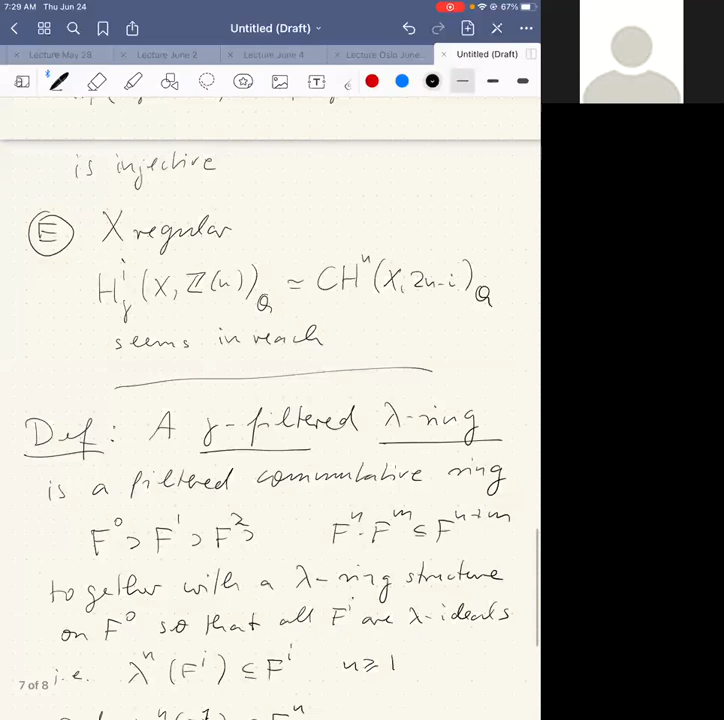 7:29 AM Thu Jun 24
67%
Untitled (Draft)
Lecture May 28
Lecture June 2
Lecture June 4
Lecture Oslo June...
Untitled (Draft)
is injective
(E) X regular
H^i_γ (X, ℤ(n))_ℚ ≃ CH^n (X, 2n-i)_ℚ
seems in reach
Def: A γ-filtered λ-ring
is a filtered commutative ring
F^0 ⊃ F^1 ⊃ F^2 ⊃ F^n · F^m ⊆ F^{n+m}
together with a λ-ring structure
on F^0 so that all F^i are λ-ideals
i.e. λ^n (F^i) ⊆ F^i n ≥ 1
7 of 8